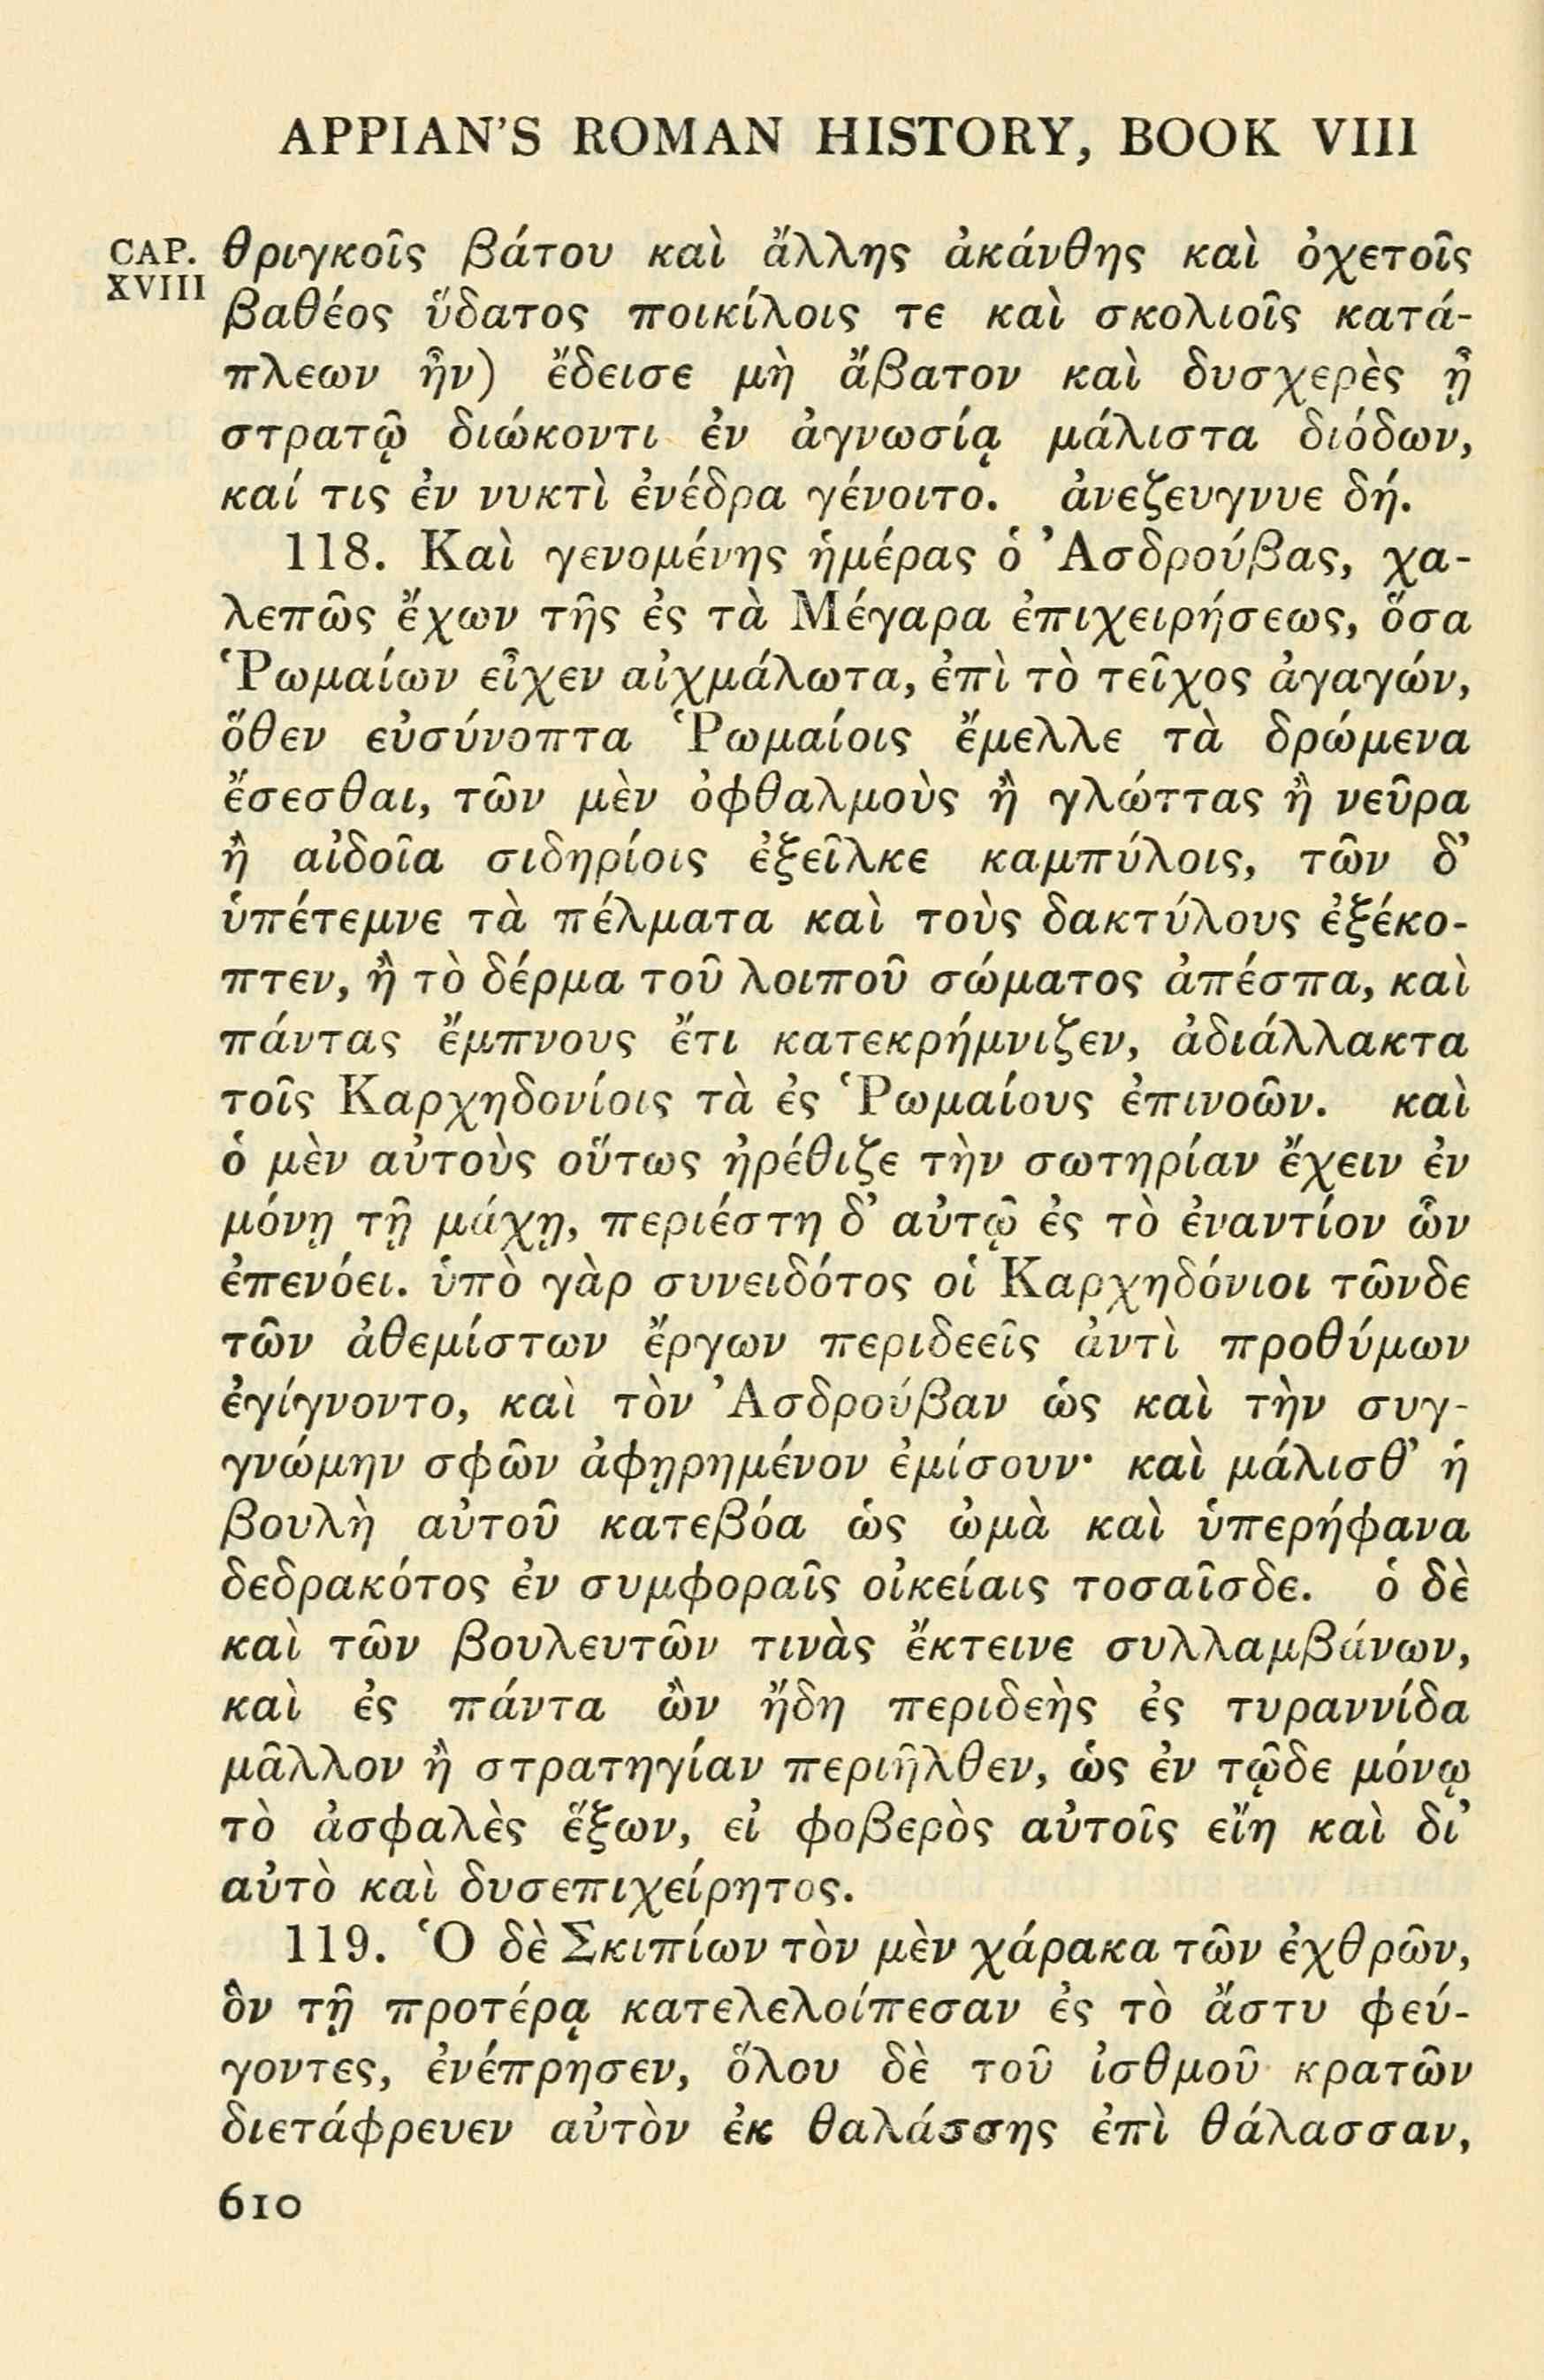 APPIAN'S ROMAN HISTORY, BOOK VIII
CAP. XVIII
θριγκοῖς βάτου καὶ ἄλλης ἀκάνθης καὶ ὀχετοῖς
βαθέος ὕδατος ποικίλοις τε καὶ σκολιοῖς κατά-
πλεων ἦν) ἔδεισε μὴ ἄβατον καὶ δυσχερὲς ᾖ
στρατῷ διώκοντι ἐν ἀγνωσίᾳ μάλιστα διόδων,
καί τις ἐν νυκτὶ ἐνέδρα γένοιτο. ἀνεζευγνυε δή.
118. Καὶ γενομένης ἡμέρας ὁ Ἀσδρούβας, χα-
λεπῶς ἔχων τῆς ἐς τὰ Μέγαρα ἐπιχειρήσεως, ὅσα
Ῥωμαίων εἶχεν αἰχμάλωτα, ἐπὶ τὸ τεῖχος ἀγαγών,
ὅθεν εὐσύνοπτα Ῥωμαίοις ἔμελλε τὰ δρώμενα
ἔσεσθαι, τῶν μὲν ὀφθαλμοὺς ἢ γλώττας ἢ νεῦρα
ἢ αἰδοῖα σιδηρίοις ἐξεῖλκε καμπύλοις, τῶν δ'
ὑπέτεμνε τὰ πέλματα καὶ τοὺς δακτύλους ἐξέκο-
πτεν, ἢ τὸ δέρμα τοῦ λοιποῦ σώματος ἀπέσπα, καὶ
πάντας ἔμπνους ἔτι κατεκρήμνιζεν, ἀδιάλλακτα
τοῖς Καρχηδονίοις τὰ ἐς Ῥωμαίους ἐπινοῶν. καὶ
ὁ μὲν αὐτοὺς οὕτως ἠρέθιζε τὴν σωτηρίαν ἔχειν ἐν
μόνῃ τῇ μάχῃ, περιέστη δ' αὐτῷ ἐς τὸ ἐναντίον ὧν
ἐπενόει. ὑπὸ γὰρ συνειδότος οἱ Καρχηδόνιοι τῶνδε
τῶν ἀθεμίστων ἔργων περιδεεῖς ἀντὶ προθύμων
ἐγίγνοντο, καὶ τὸν Ἀσδρούβαν ὡς καὶ τὴν συγ-
γνώμην σφῶν ἀφῃρημένον ἐμίσουν· καὶ μάλισθ' ἡ
βουλὴ αὐτοῦ κατεβόα ὡς ὠμὰ καὶ ὑπερήφανα
δεδρακότος ἐν συμφοραῖς οἰκείαις τοσαῖσδε. ὁ δὲ
καὶ τῶν βουλευτῶν τινὰς ἔκτεινε συλλαμβάνων,
καὶ ἐς πάντα ὢν ἤδη περιδεὴς ἐς τυραννίδα
μᾶλλον ἢ στρατηγίαν περιῆλθεν, ὡς ἐν τῷδε μόνῳ
τὸ ἀσφαλὲς ἕξων, εἰ φοβερὸς αὐτοῖς εἴη καὶ δι'
αὐτὸ καὶ δυσεπιχείρητος.
119. Ὁ δὲ Σκιπίων τὸν μὲν χάρακα τῶν ἐχθρῶν,
ὃν τῇ προτέρᾳ κατελελοίπεσαν ἐς τὸ ἄστυ φεύ-
γοντες, ἐνέπρησεν, ὅλου δὲ τοῦ ἰσθμοῦ κρατῶν
διετάφρευεν αὐτὸν ἐκ θαλάσσης ἐπὶ θάλασσαν,
610